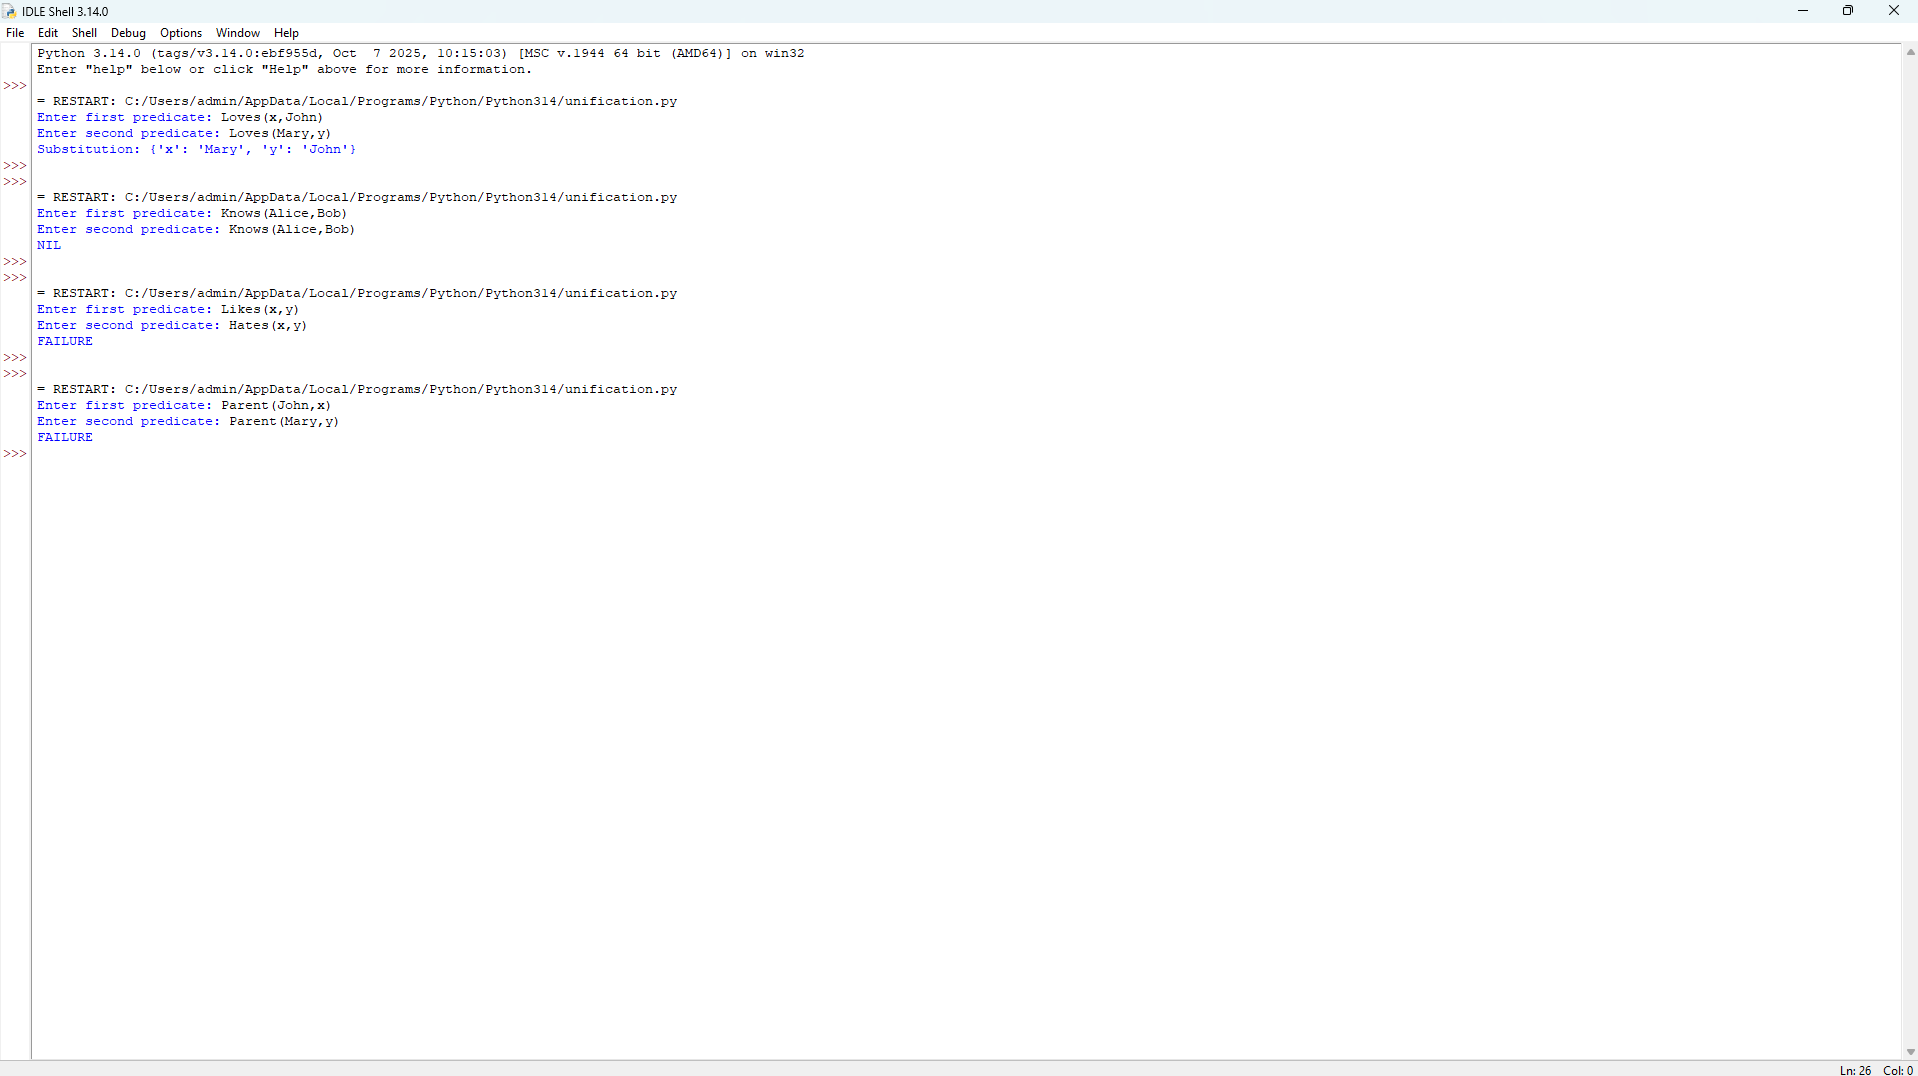 IDLE Shell 3.14.0
File Edit Shell Debug Options Window Help
Python 3.14.0 (tags/v3.14.0:ebf955d, Oct  7 2025, 10:15:03) [MSC v.1944 64 bit (AMD64)] on win32
Enter "help" below or click "Help" above for more information.
>>>
= RESTART: C:/Users/admin/AppData/Local/Programs/Python/Python314/unification.py
Enter first predicate: Loves(x,John)
Enter second predicate: Loves(Mary,y)
Substitution: {'x': 'Mary', 'y': 'John'}
>>>
>>>
= RESTART: C:/Users/admin/AppData/Local/Programs/Python/Python314/unification.py
Enter first predicate: Knows(Alice,Bob)
Enter second predicate: Knows(Alice,Bob)
NIL
>>>
>>>
= RESTART: C:/Users/admin/AppData/Local/Programs/Python/Python314/unification.py
Enter first predicate: Likes(x,y)
Enter second predicate: Hates(x,y)
FAILURE
>>>
>>>
= RESTART: C:/Users/admin/AppData/Local/Programs/Python/Python314/unification.py
Enter first predicate: Parent(John,x)
Enter second predicate: Parent(Mary,y)
FAILURE
>>>
Ln: 26 Col: 0